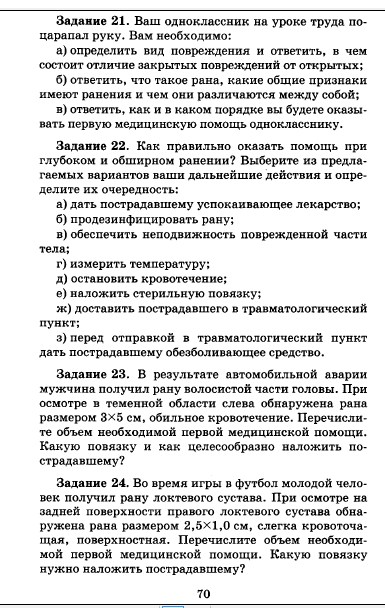 Задание 21. Ваш одноклассник на уроке труда по-
царапал руку. Вам необходимо:
а) определить вид повреждения и ответить, в чем
состоит отличие закрытых повреждений от открытых;
б) ответить, что такое рана, какие общие признаки
имеют ранения и чем они различаются между собой;
в) ответить, как и в каком порядке вы будете оказы-
вать первую медицинскую помощь однокласснику.
Задание 22. Как правильно оказать помощь при
глубоком и обширном ранении? Выберите из предла-
гаемых вариантов ваши дальнейшие действия и опре-
делите их очередность:
а) дать пострадавшему успокаивающее лекарство;
б) продезинфицировать рану;
в) обеспечить неподвижность поврежденной части
тела;
г) измерить температуру;
д) остановить кровотечение;
е) наложить стерильную повязку;
ж) доставить пострадавшего в травматологический
пункт;
з) перед отправкой в травматологический пункт
дать пострадавшему обезболивающее средство.
Задание 23. В результате автомобильной аварии
мужчина получил рану волосистой части головы. При
осмотре в теменной области слева обнаружена рана
размером 3×5 см, обильное кровотечение. Перечисли-
те объем необходимой первой медицинской помощи.
Какую повязку и как целесообразно наложить по-
страдавшему?
Задание 24. Во время игры в футбол молодой чело-
век получил рану локтевого сустава. При осмотре на
задней поверхности правого локтевого сустава обна-
ружена рана размером 2,5×1,0 см, слегка кровоточа-
щая, поверхностная. Перечислите объем необходи-
мой первой медицинской помощи. Какую повязку
нужно наложить пострадавшему?
70